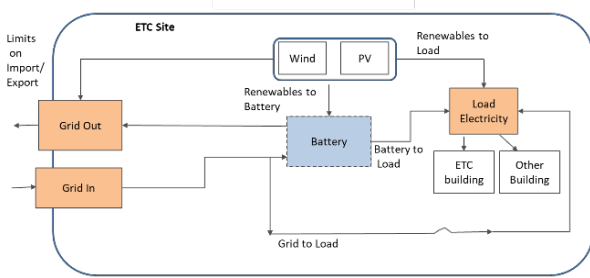 ETC Site
Limits
on
Import/
Export
Wind
PV
Renewables to
Load
Renewables to
Battery
Grid Out
Battery
Load
Electricity
Battery to
Load
ETC
building
Other
Building
Grid In
Grid to Load